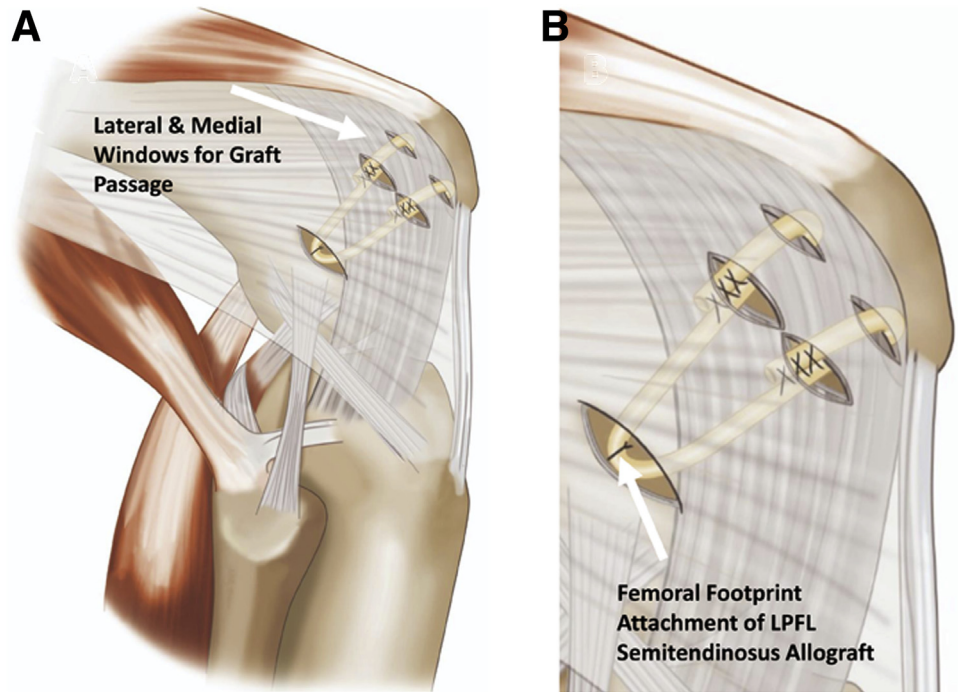 A
Lateral & Medial
Windows for Graft
Passage
B
Femoral Footprint
Attachment of LPFL
Semitendinosus Allograft